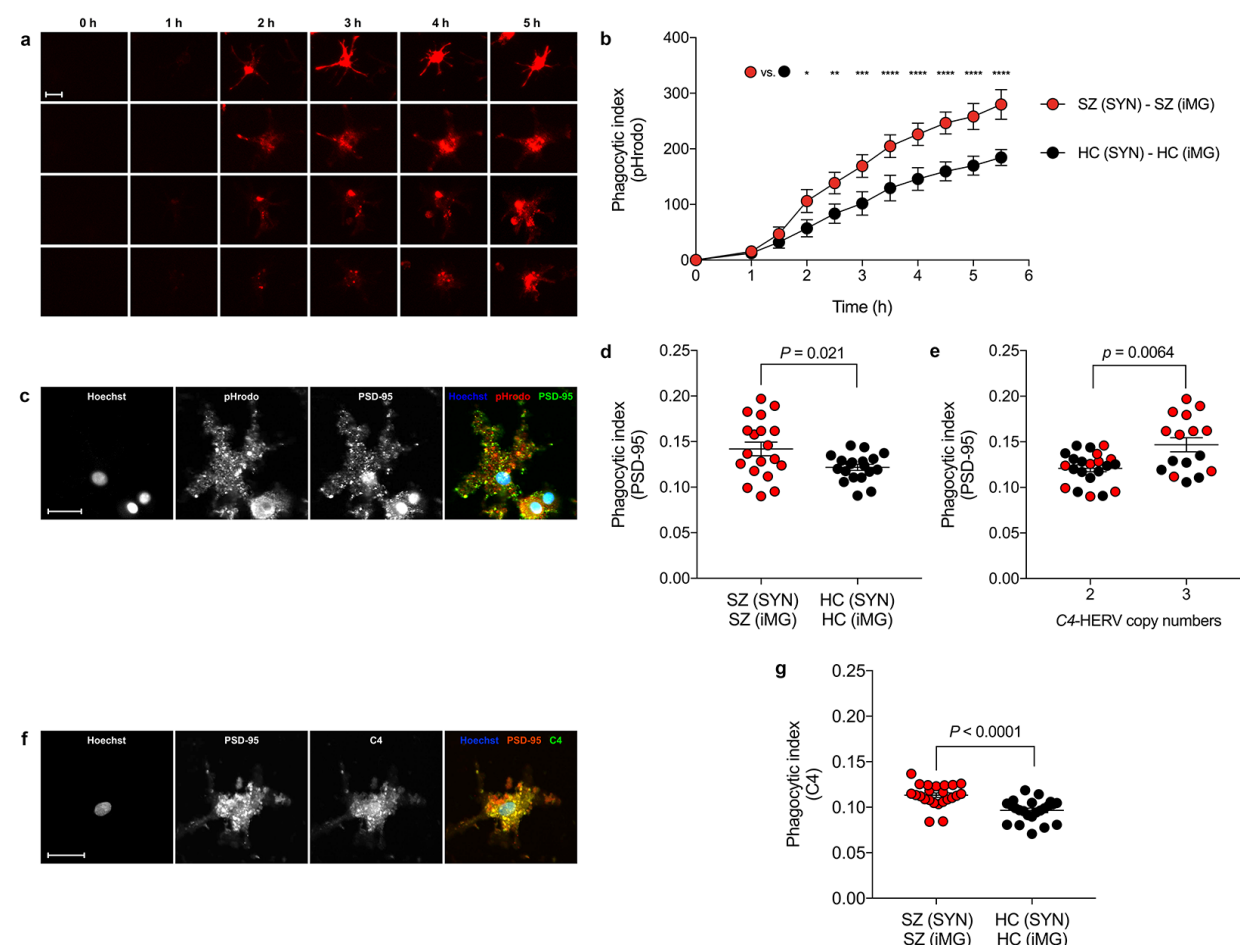 a
0 h 1 h 2 h 3 h 4 h 5 h
b
400
300
200
100
0
Phagocytic index
(pHrodo)
vs. * ** *** **** **** **** **** ****
0 1 2 3 4 5 6
Time (h)
SZ (SYN) - SZ (iMG)
HC (SYN) - HC (iMG)
c
Hoechst pHrodo PSD-95 Hoechst pHrodo PSD-95
d
P = 0.021
0.25
0.20
0.15
0.10
0.05
0.00
Phagocytic index
(PSD-95)
SZ (SYN) HC (SYN)
SZ (iMG) HC (iMG)
e
p = 0.0064
0.25
0.20
0.15
0.10
0.05
0.00
Phagocytic index
(PSD-95)
2 3
C4-HERV copy numbers
f
Hoechst PSD-95 C4 Hoechst PSD-95 C4
g
P < 0.0001
0.25
0.20
0.15
0.10
0.05
0.00
Phagocytic index
(C4)
SZ (SYN) HC (SYN)
SZ (iMG) HC (iMG)